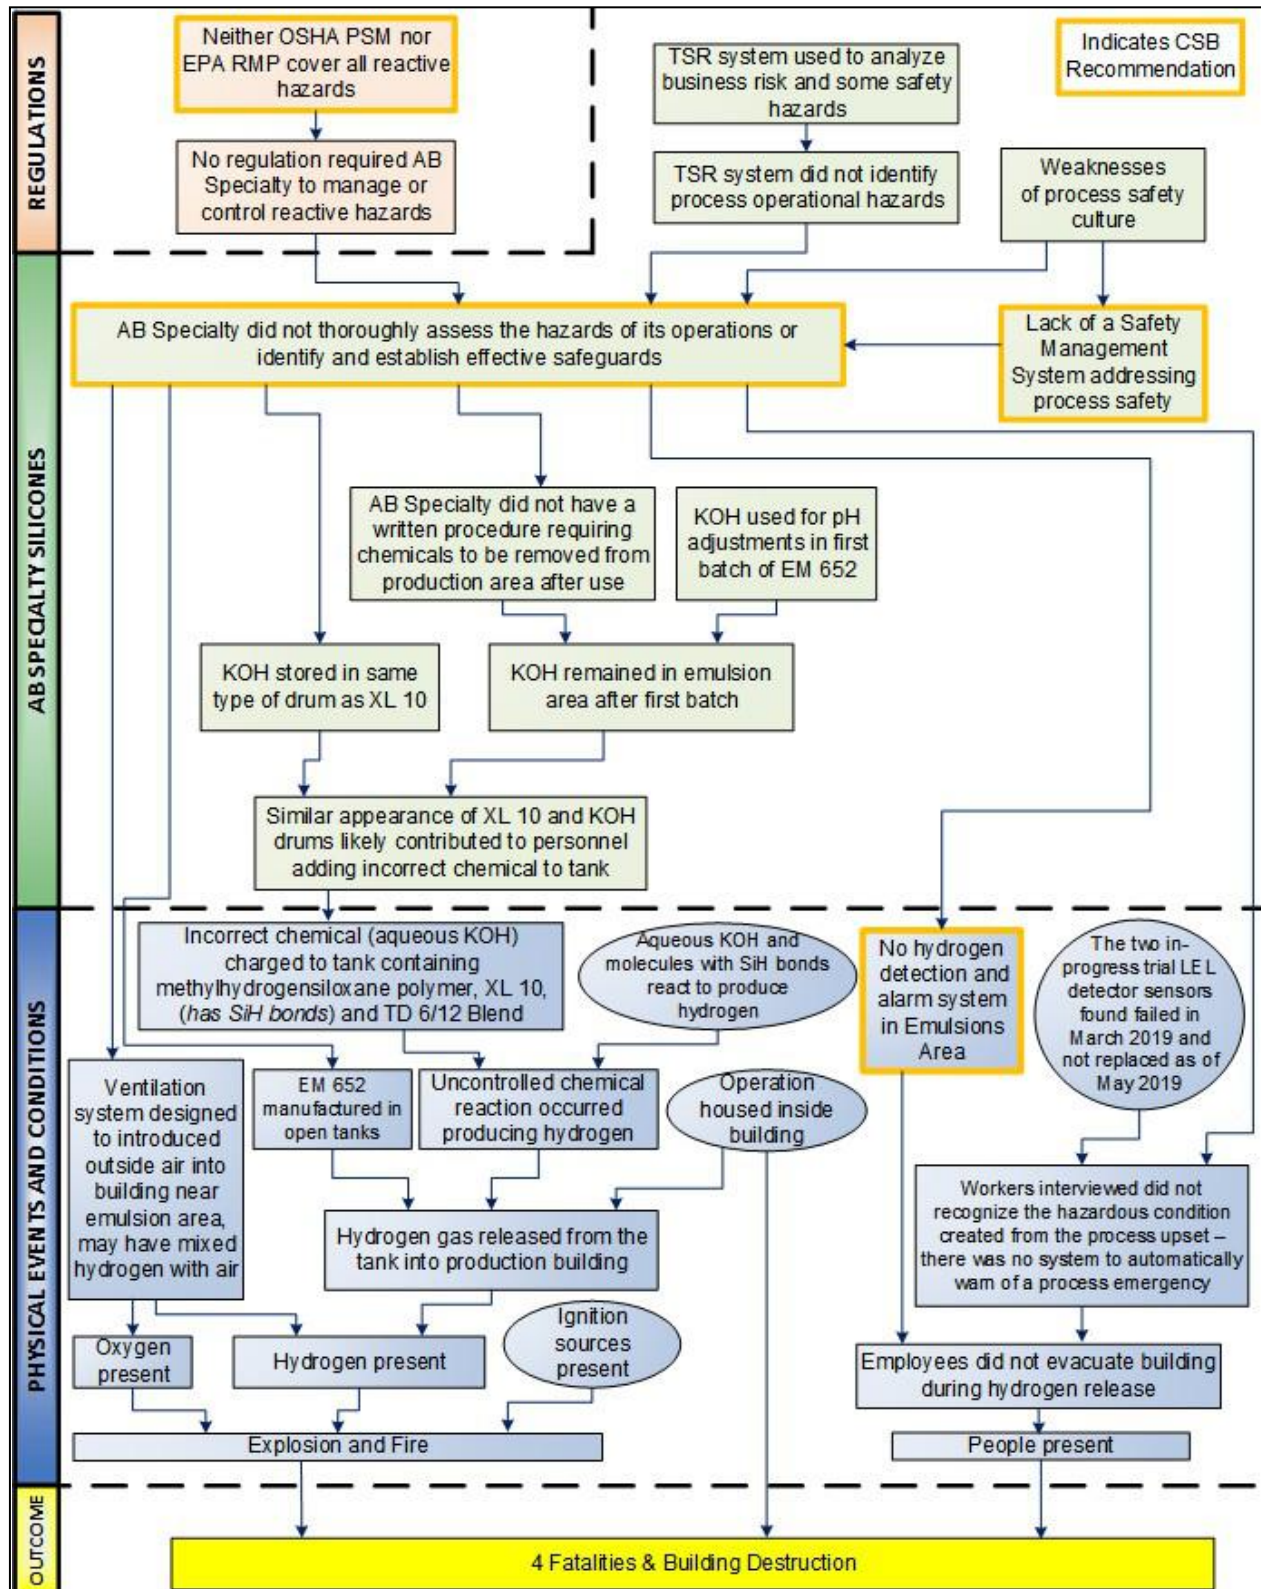 REGULATIONS
Neither OSHA PSM nor
EPA RMP cover all reactive
hazards
No regulation required AB
Specialty to manage or
control reactive hazards
TSR system used to analyze
business risk and some safety
hazards
TSR system did not identify
process operational hazards
Indicates CSB
Recommendation
Weaknesses
of process safety
culture
AB SPECIALTY SILICONES
AB Specialty did not thoroughly assess the hazards of its operations or
identify and establish effective safeguards
Lack of a Safety
Management
System addressing
process safety
AB Specialty did not have a
written procedure requiring
chemicals to be removed from
production area after use
KOH used for pH
adjustments in first
batch of EM 652
KOH stored in same
type of drum as XL 10
KOH remained in emulsion
area after first batch
Similar appearance of XL 10 and KOH
drums likely contributed to personnel
adding incorrect chemical to tank
PHYSICAL EVENTS AND CONDITIONS
Incorrect chemical (aqueous KOH)
charged to tank containing
methylhydrogensiloxane polymer, XL 10,
(has SiH bonds) and TD 6/12 Blend
Aqueous KOH and
molecules with SiH bonds
react to produce
hydrogen
No hydrogen
detection and
alarm system
in Emulsions
Area
The two in-
progress trial LEL
detector sensors
found failed in
March 2019 and
not replaced as of
May 2019
Ventilation
system designed
to introduced
outside air into
building near
emulsion area,
may have mixed
hydrogen with air
EM 652
manufactured in
open tanks
Uncontrolled chemical
reaction occurred
producing hydrogen
Operation
housed inside
building
Workers interviewed did not
recognize the hazardous condition
created from the process upset –
there was no system to automatically
warn of a process emergency
Hydrogen gas released from the
tank into production building
Oxygen
present
Hydrogen present
Ignition
sources
present
Employees did not evacuate building
during hydrogen release
Explosion and Fire
People present
OUTCOME
4 Fatalities & Building Destruction